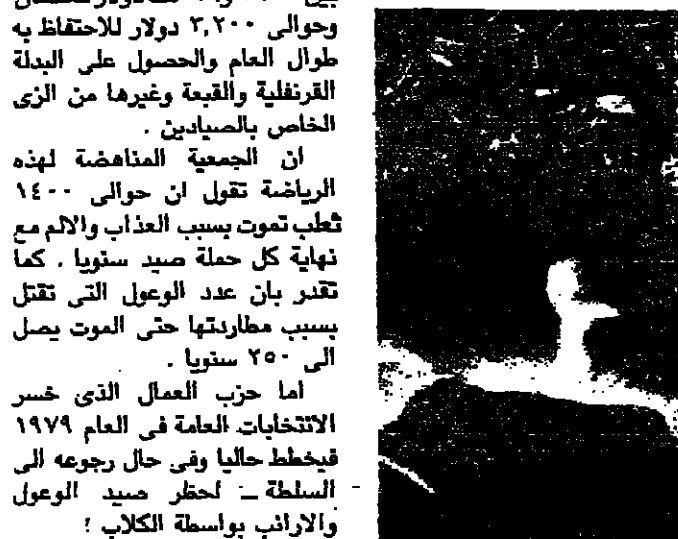 وحوالى ٣,٢٠٠ دولار للاحتفاظ به
طوال العام والحصول على البدلة
القرنفلية والقبعة وغيرها من الزى
الخاص بالصيادين .
ان الجمعية المناهضة لهذه
الرياضة تقول ان حوالى ١٤٠٠
ثعلب تموت بسبب العذاب والالم مع
نهاية كل حملة صيد سنويا . كما
تقدر بان عدد الوعول التى تقتل
بسبب مطاردتها حتى الموت يصل
الى ٢٥٠ سنويا .
اما حزب العمال الذى خسر
الانتخابات العامة فى العام ١٩٧٩
فيخطط حاليا وفى حال رجوعه الى
السلطة ــ لحظر صيد الوعول
والارانب بواسطة الكلاب ؛